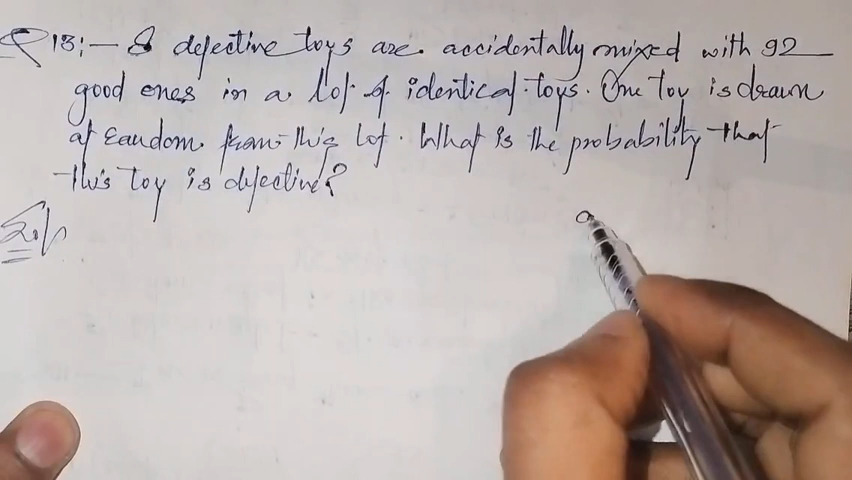 Q 13:- 8 defective toys are accidentally mixed with 92
good ones in a lot of identical toys. One toy is drawn
at random from this lot. What is the probability that
this toy is defective?
Sol